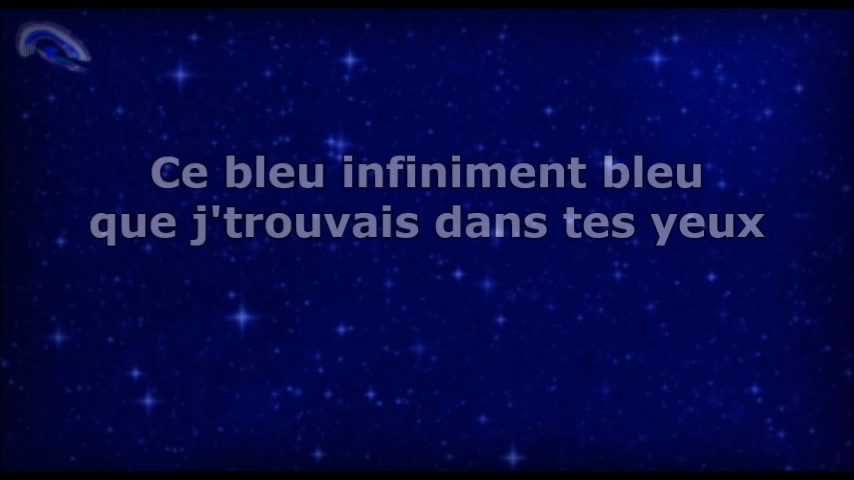 Ce bleu infiniment bleu
que j'trouvais dans tes yeux